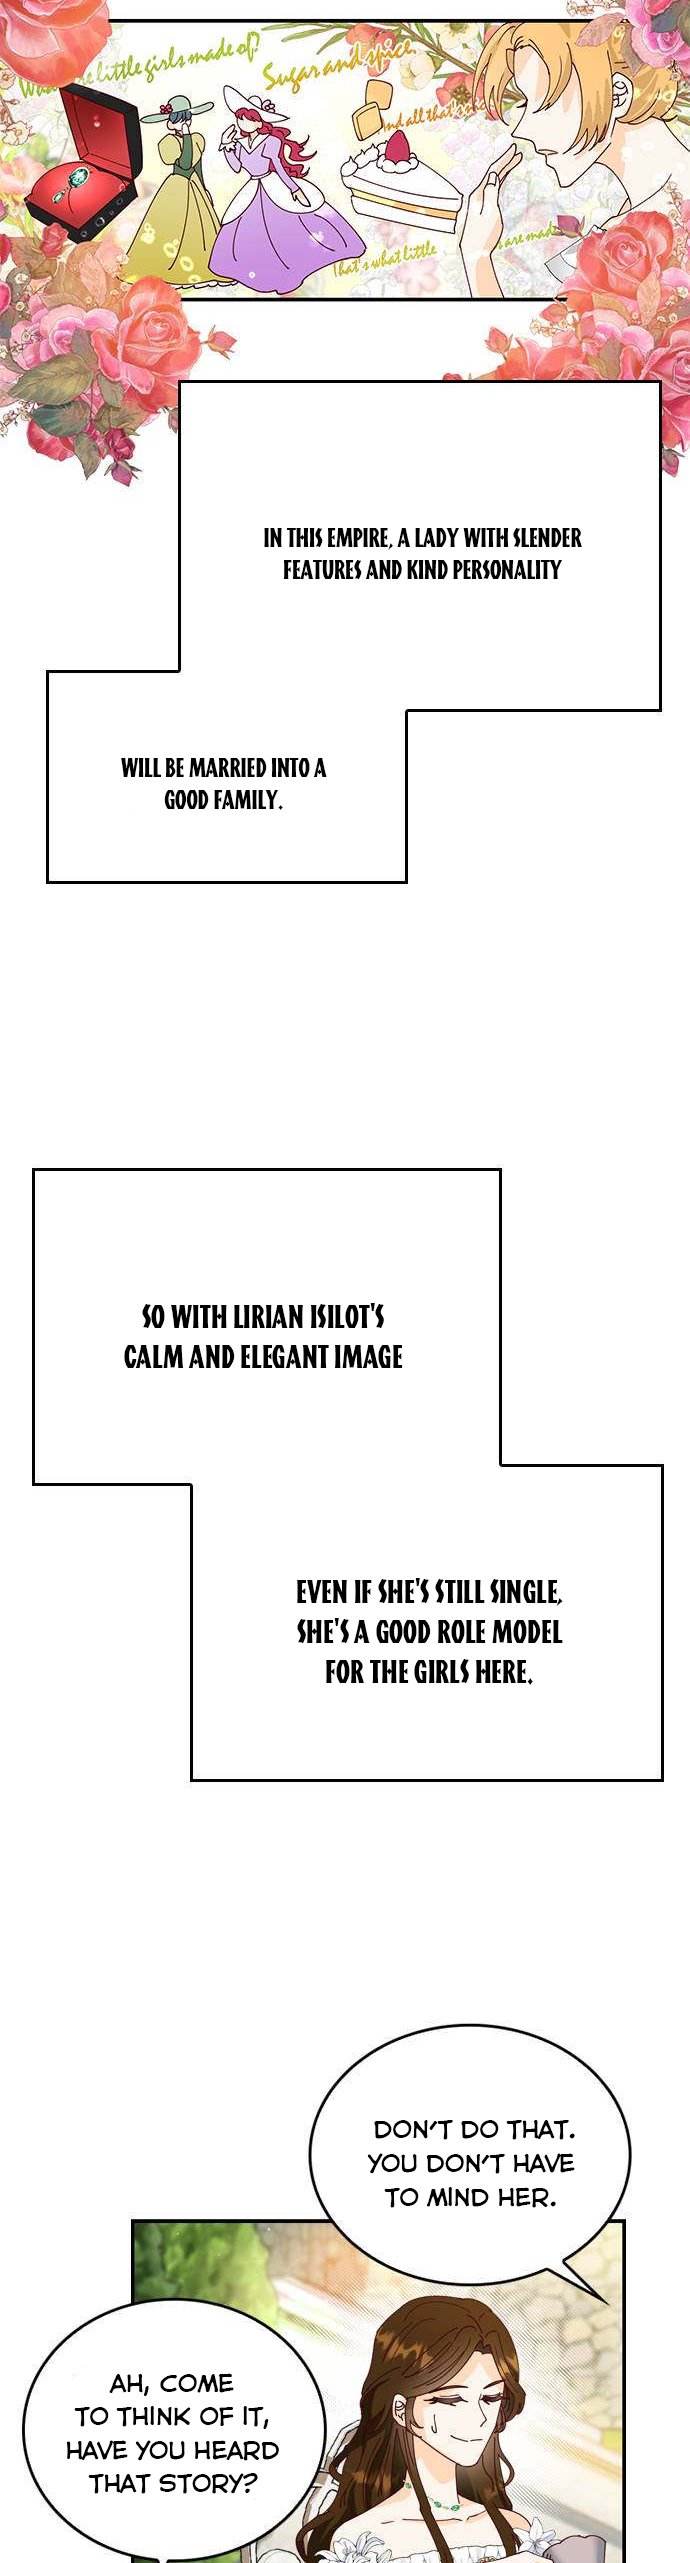 little girls made of?
Sugar and spice.
And all that
That's what little
are made
IN THIS EMPIRE, A LADY WITH SLENDER
FEATURES AND KIND PERSONALITY
WILL BE MARRIED INTO A
GOOD FAMILY.
SO WITH LIRIAN ISILOT'S
CALM AND ELEGANT IMAGE
EVEN IF SHE'S STILL SINGLE,
SHE'S A GOOD ROLE MODEL
FOR THE GIRLS HERE.
DON'T DO THAT.
YOU DON'T HAVE
TO MIND HER.
AH, COME
TO THINK OF IT,
HAVE YOU HEARD
THAT STORY?